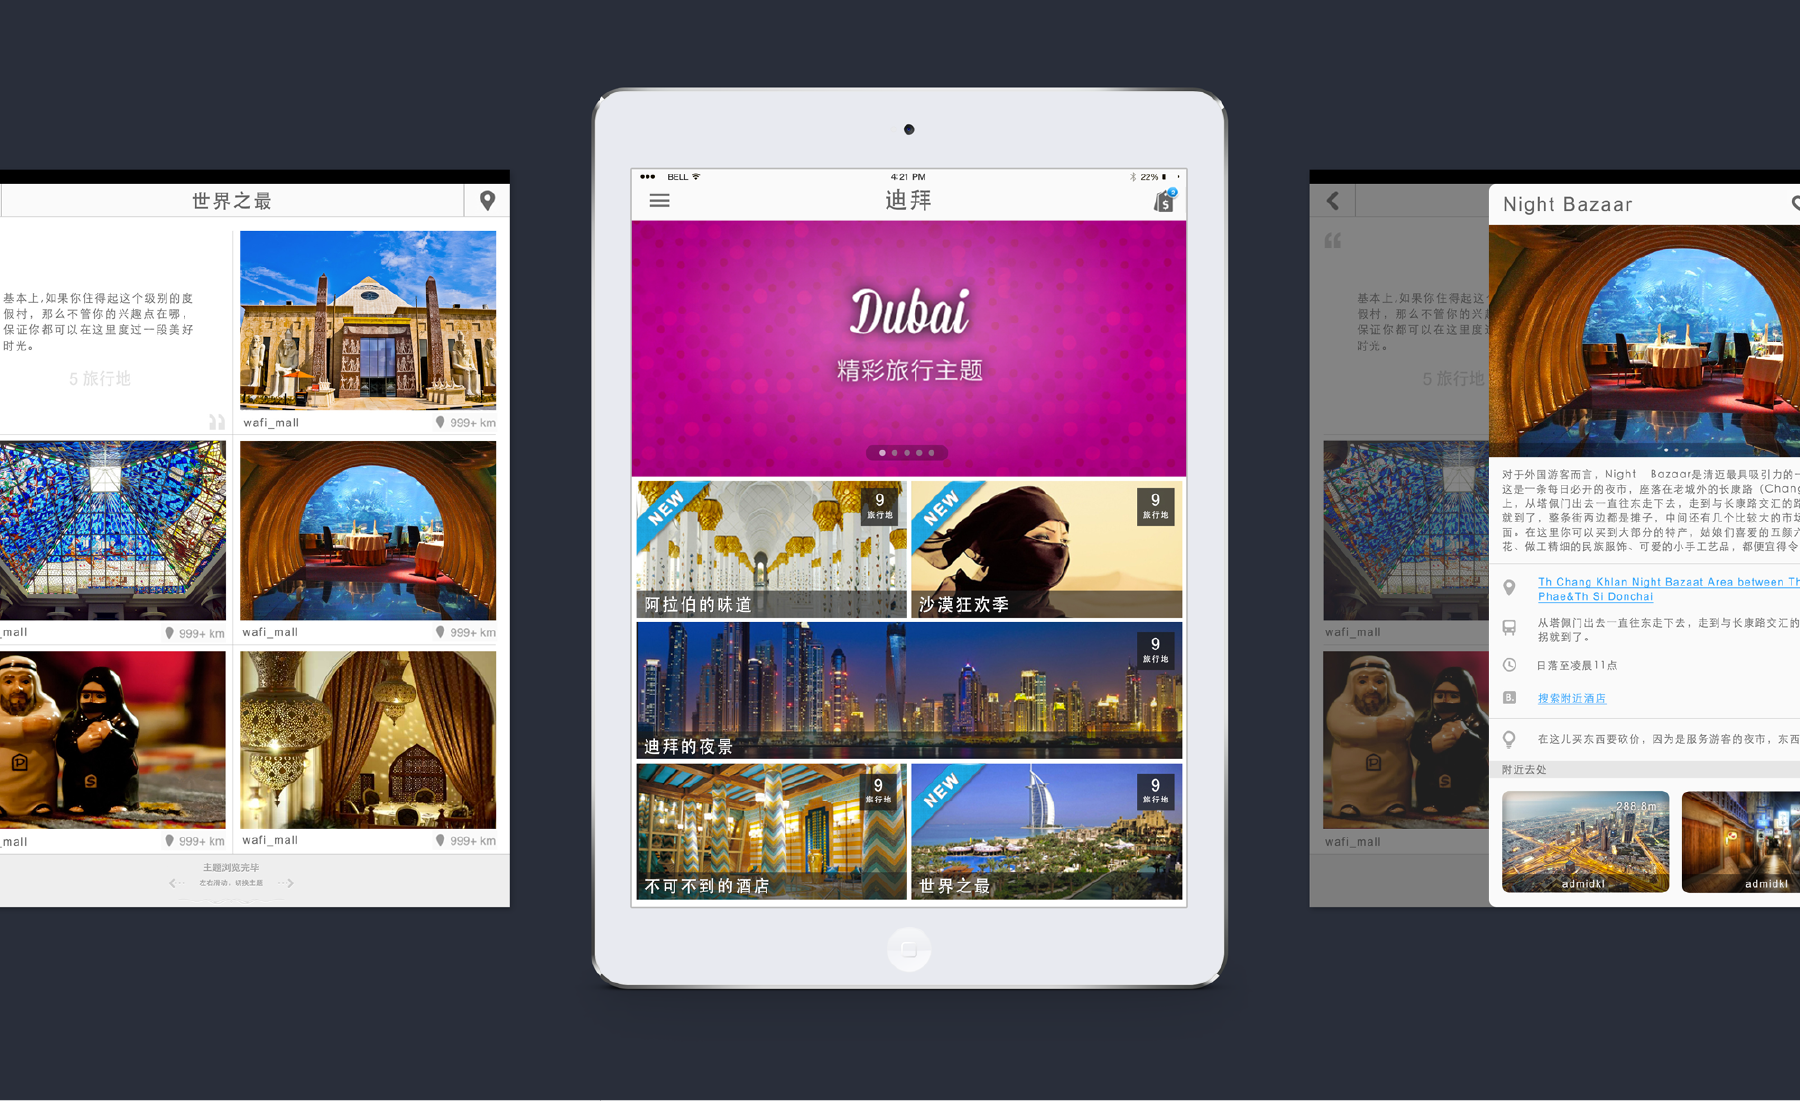 世界之最
基本上,如果你住得起这个级别的度
假村，那么不管你的兴趣点在哪，
保证你都可以在这里度过一段美好
时光。
5 旅行地
wafi_mall
999+ km
_mall
999+ km
wafi_mall
999+ km
_mall
999+ km
wafi_mall
999+ km
主题浏览完毕
左右滑动，切换主题
BELL
4:21 PM
22%
迪拜
$
3
Dubai
精彩旅行主题
NEW
9
旅行地
阿拉伯的味道
NEW
9
旅行地
沙漠狂欢季
9
旅行地
迪拜的夜景
9
旅行地
不可不到的酒店
NEW
9
旅行地
世界之最
基本上,如果你住得起这个
假村，那么不管你的兴
保证你都可以在这里度
时光。
5 旅行地
wafi_mall
wafi_mall
Night Bazaar
对于外国游客而言，Night Bazaar是清迈最具吸引力的一
这是一条每日必开的夜市，座落在老城外的长康路（Chang
上，从塔佩门出去一直往东走下去，走到与长康路交汇的路
就到了，整条街两边都是摊子，中间还有几个比较大的市场
面。在这里你可以买到大部分的特产，姑娘们喜爱的五颜六
花、做工精细的民族服饰、可爱的小手工艺品，都便宜得令
Th Chang Khlan Night Bazaat Area between Th
Phae&Th Si Donchai
从塔佩门出去一直往东走下去，走到与长康路交汇的
拐就到了。
日落至凌晨11点
B.
搜索附近酒店
在这儿买东西要砍价，因为是服务游客的夜市，东西
附近去处
288.8m
admidkl
admidkl